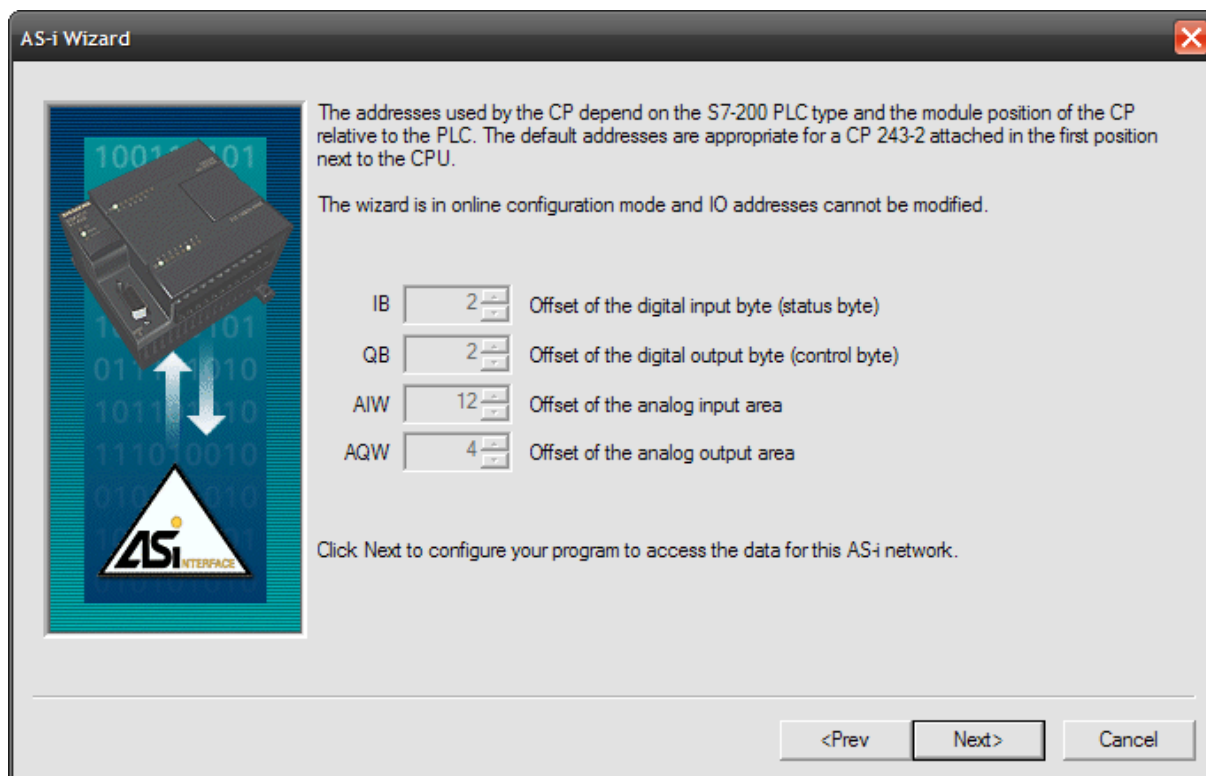 AS-i Wizard
The addresses used by the CP depend on the S7-200 PLC type and the module position of the CP
relative to the PLC. The default addresses are appropriate for a CP 243-2 attached in the first position
next to the CPU.
The wizard is in online configuration mode and IO addresses cannot be modified.
IB 2 Offset of the digital input byte (status byte)
QB 2 Offset of the digital output byte (control byte)
AIW 12 Offset of the analog input area
AQW 4 Offset of the analog output area
ASi INTERFACE
Click Next to configure your program to access the data for this AS-i network.
<Prev Next> Cancel